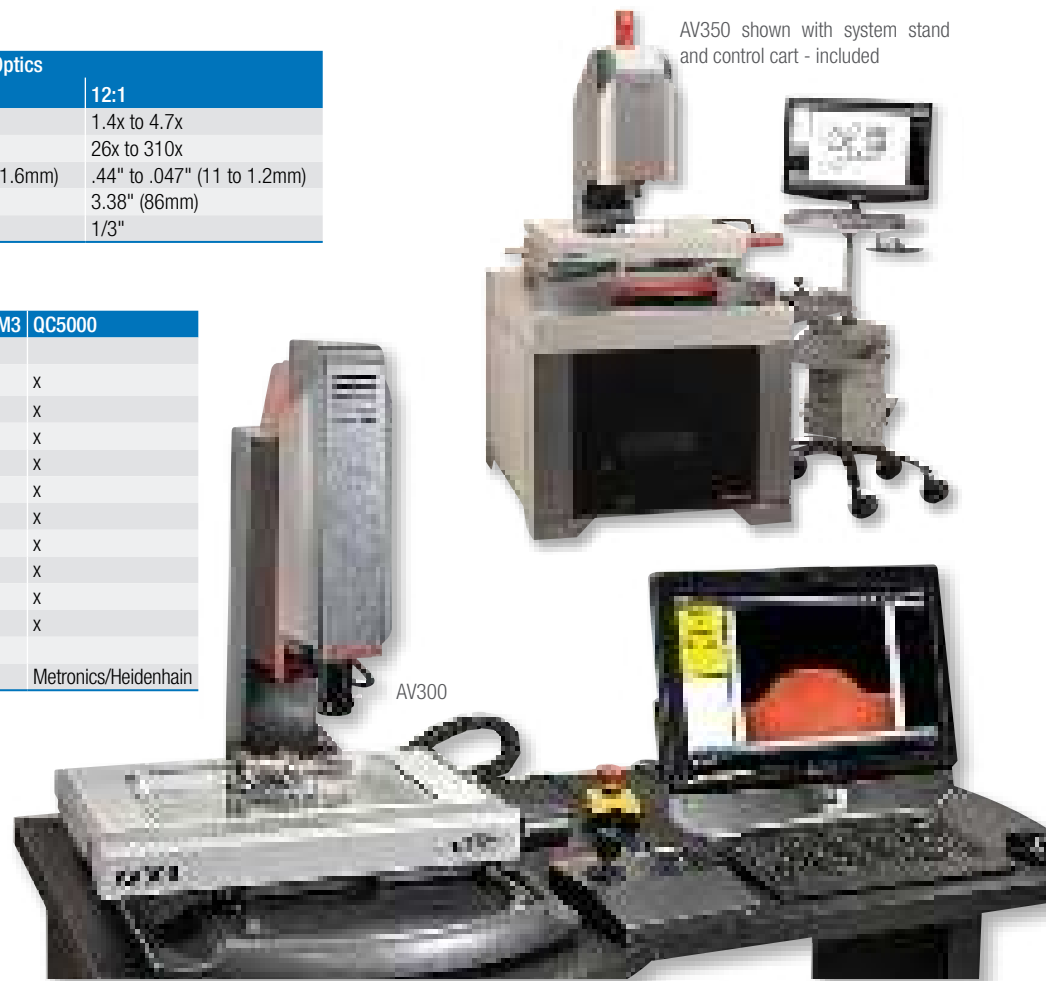 AV350 shown with system stand
and control cart - included
Optics
12:1
1.4x to 4.7x
26x to 310x
1.6mm) .44" to .047" (11 to 1.2mm)
3.38" (86mm)
1/3"
M3 QC5000
x
x
x
x
x
x
x
x
x
x
Metronics/Heidenhain
AV300